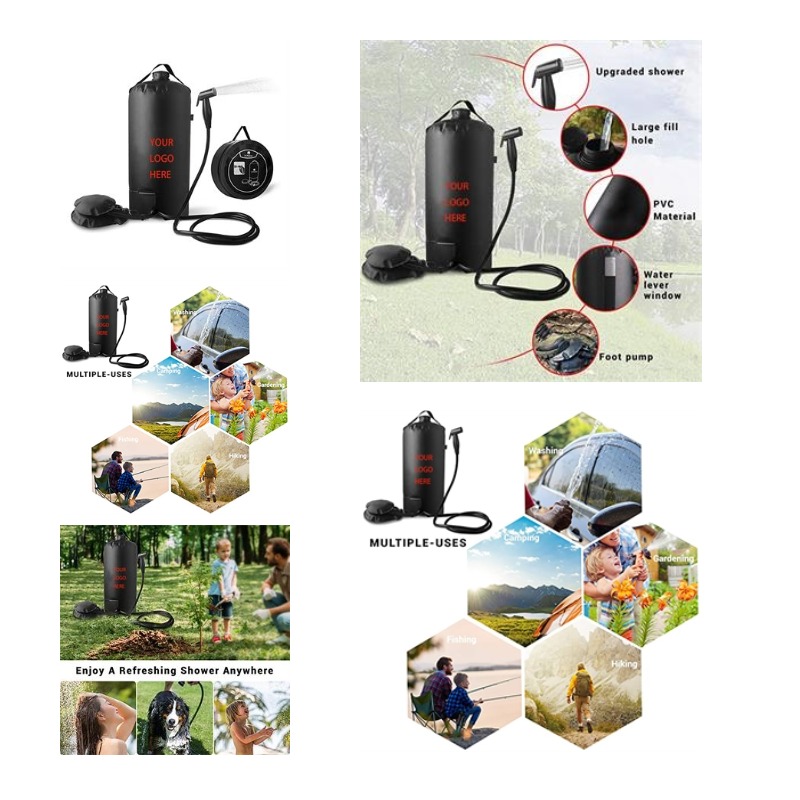 YOUR
LOGO
HERE
YOUR
LOGO
HERE
Upgraded shower
Large fill
hole
PVC
Material
Water
lever
window
Foot pump
YOUR
LOGO
HERE
MULTIPLE-USES
Washing
Camping
Gardening
Fishing
Hiking
YOUR
LOGO
HERE
MULTIPLE-USES
Washing
Camping
Gardening
Fishing
Hiking
YOUR
LOGO
HERE
Enjoy A Refreshing Shower Anywhere